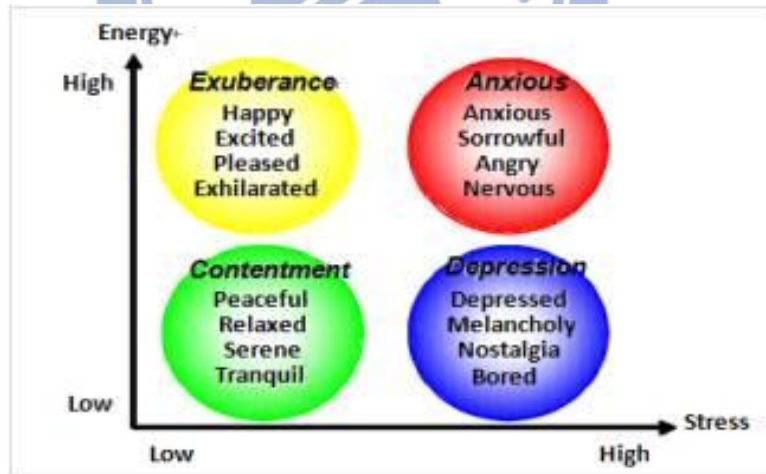 Energy+
High
Exuberance
Happy
Excited
Pleased
Exhilarated
Anxious
Anxious
Sorrowful
Angry
Nervous
Contentment
Peaceful
Relaxed
Serene
Tranquil
Depression
Depressed
Melancholy
Nostalgia
Bored
Low
Stress
Low
High